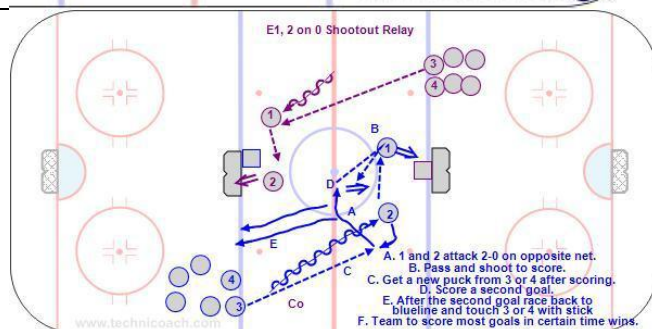 E1, 2 on 0 Shootout Relay
3
4
1
B
1
2
D
A
2
E
4
C
3
Co
A. 1 and 2 attack 2-0 on opposite net.
B. Pass and shoot to score.
C. Get a new puck from 3 or 4 after scoring.
D. Score a second goal.
E. After the second goal race back to
blueline and touch 3 or 4 with stick
F. Team to score most goals in certain time wins.
www.technicoach.com